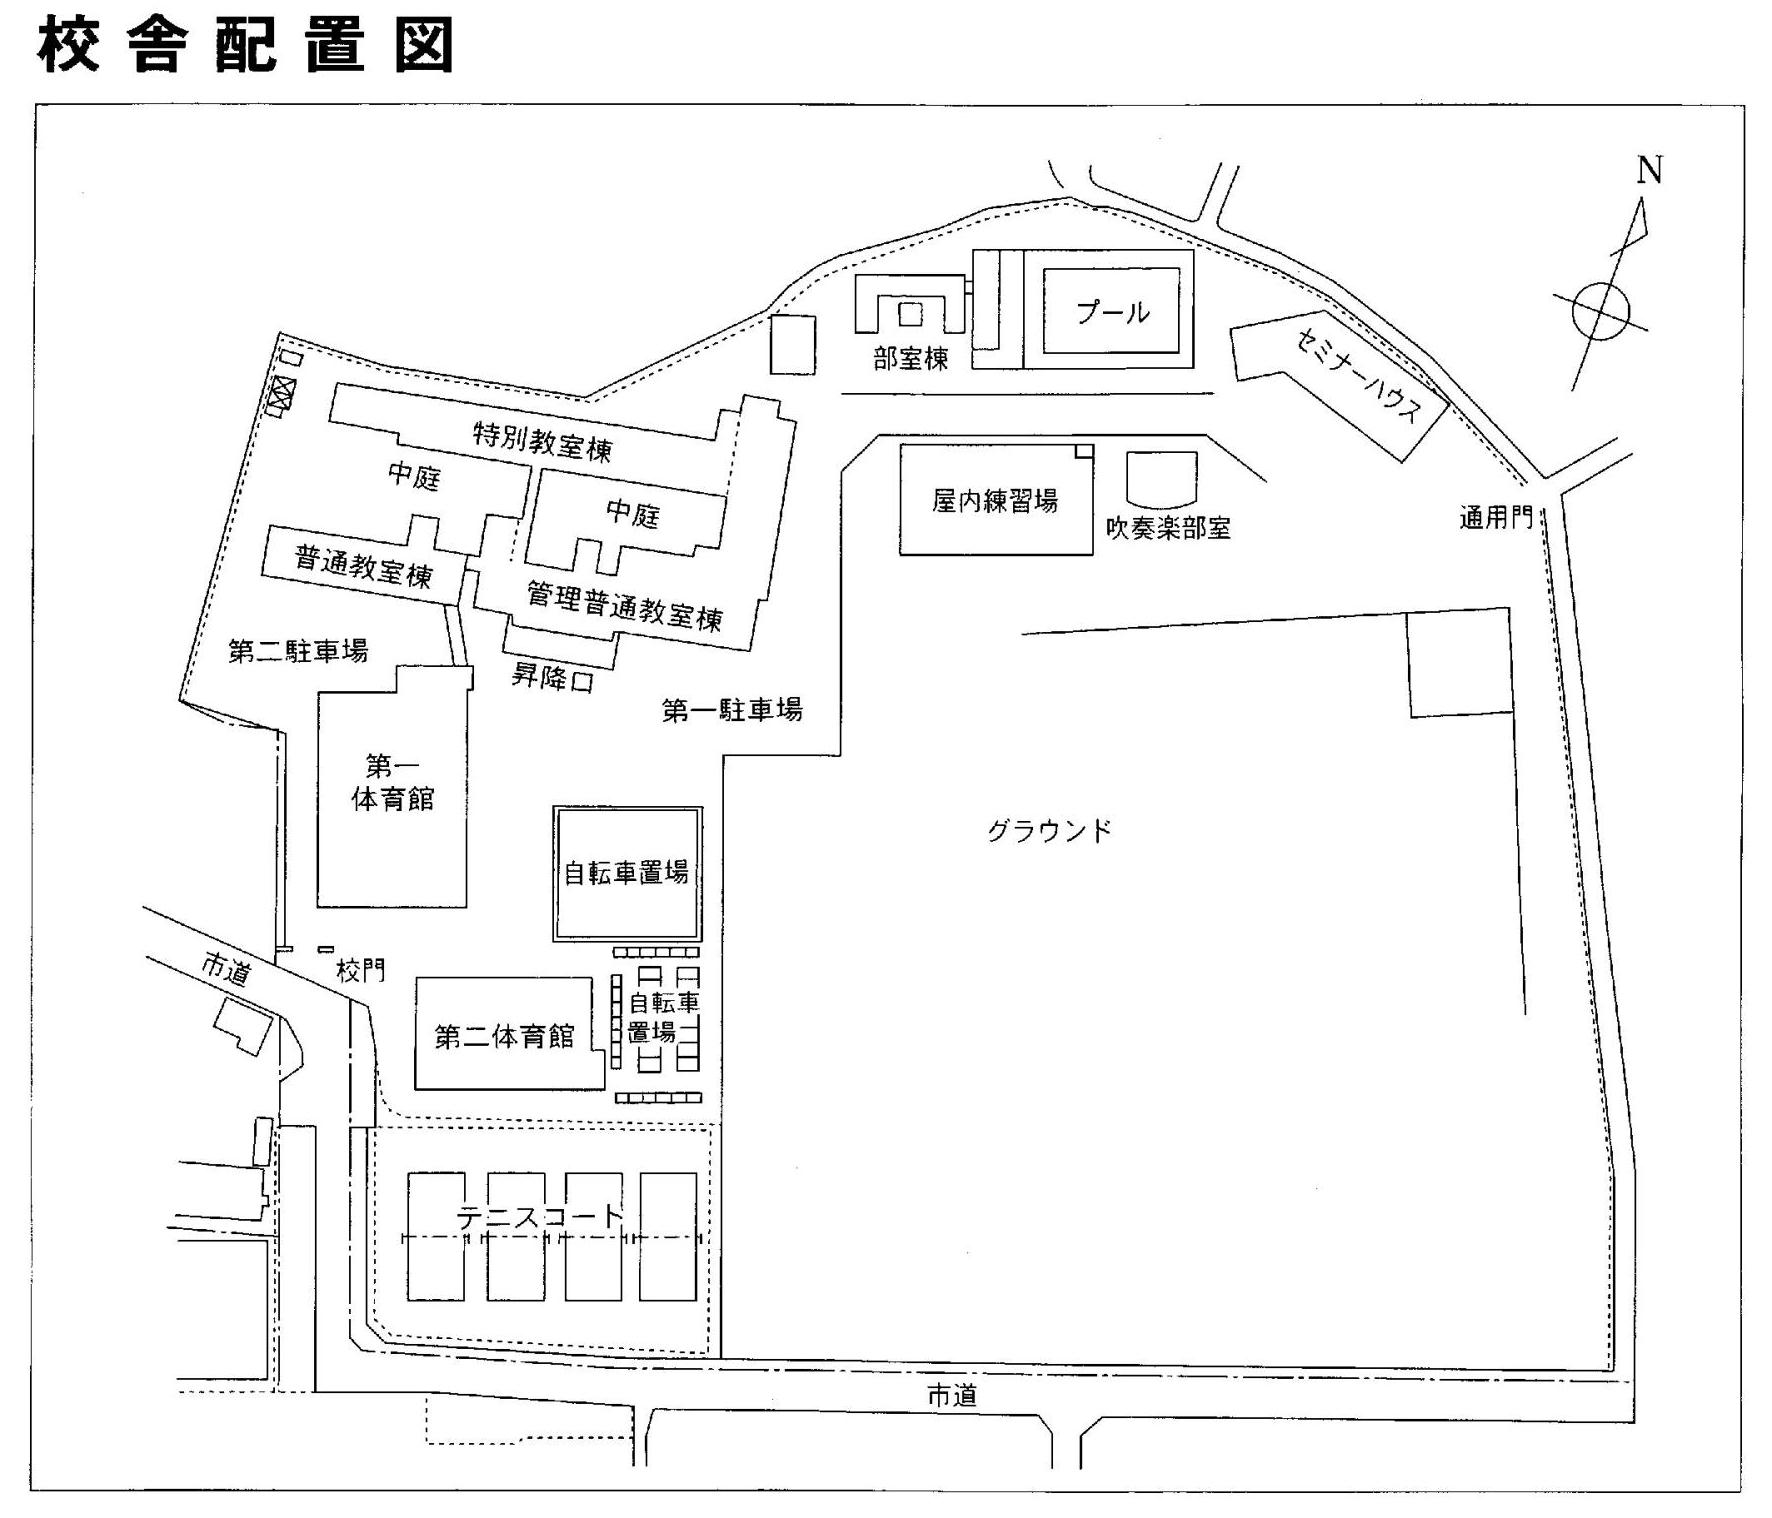 校舎配置図
N
プール
部室棟
セミナーハウス
特別教室棟
中庭
中庭
屋内練習場
吹奏楽部室
通用門
普通教室棟
管理普通教室棟
第二駐車場
昇降口
第一駐車場
第一
体育館
グラウンド
自転車置場
市道
校門
自転車
置場
第二体育館
テニスコート
市道